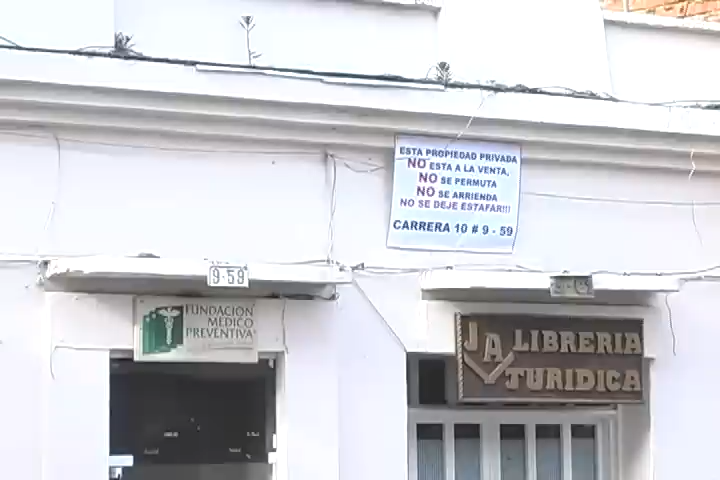 ESTA PROPIEDAD PRIVADA
NO ESTA A LA VENTA,
NO SE PERMUTA
NO SE ARRIENDA
NO SE DEJE ESTAFAR!!!
CARRERA 10 # 9 - 59
9-59
FUNDACION
MEDICO
PREVENTIVA
JA LIBRERIA
JURIDICA